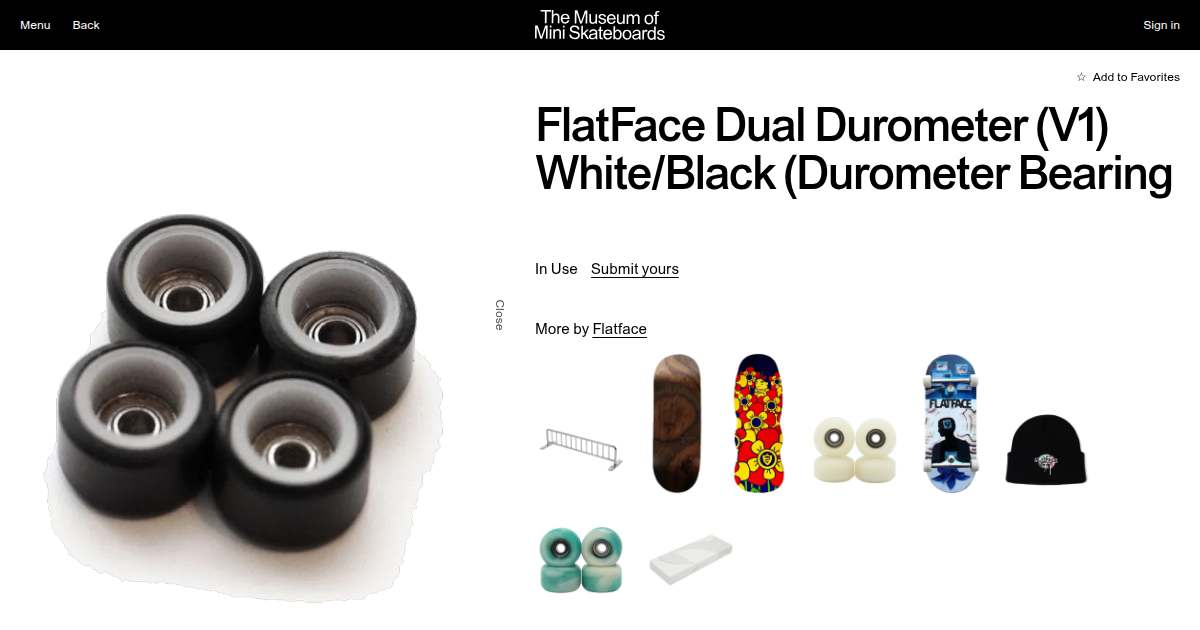 Menu Back
The Museum of
Mini Skateboards
Sign in
☆ Add to Favorites
FlatFace Dual Durometer (V1)
White/Black (Durometer Bearing
In Use Submit yours
Close
More by Flatface
FLATFACE